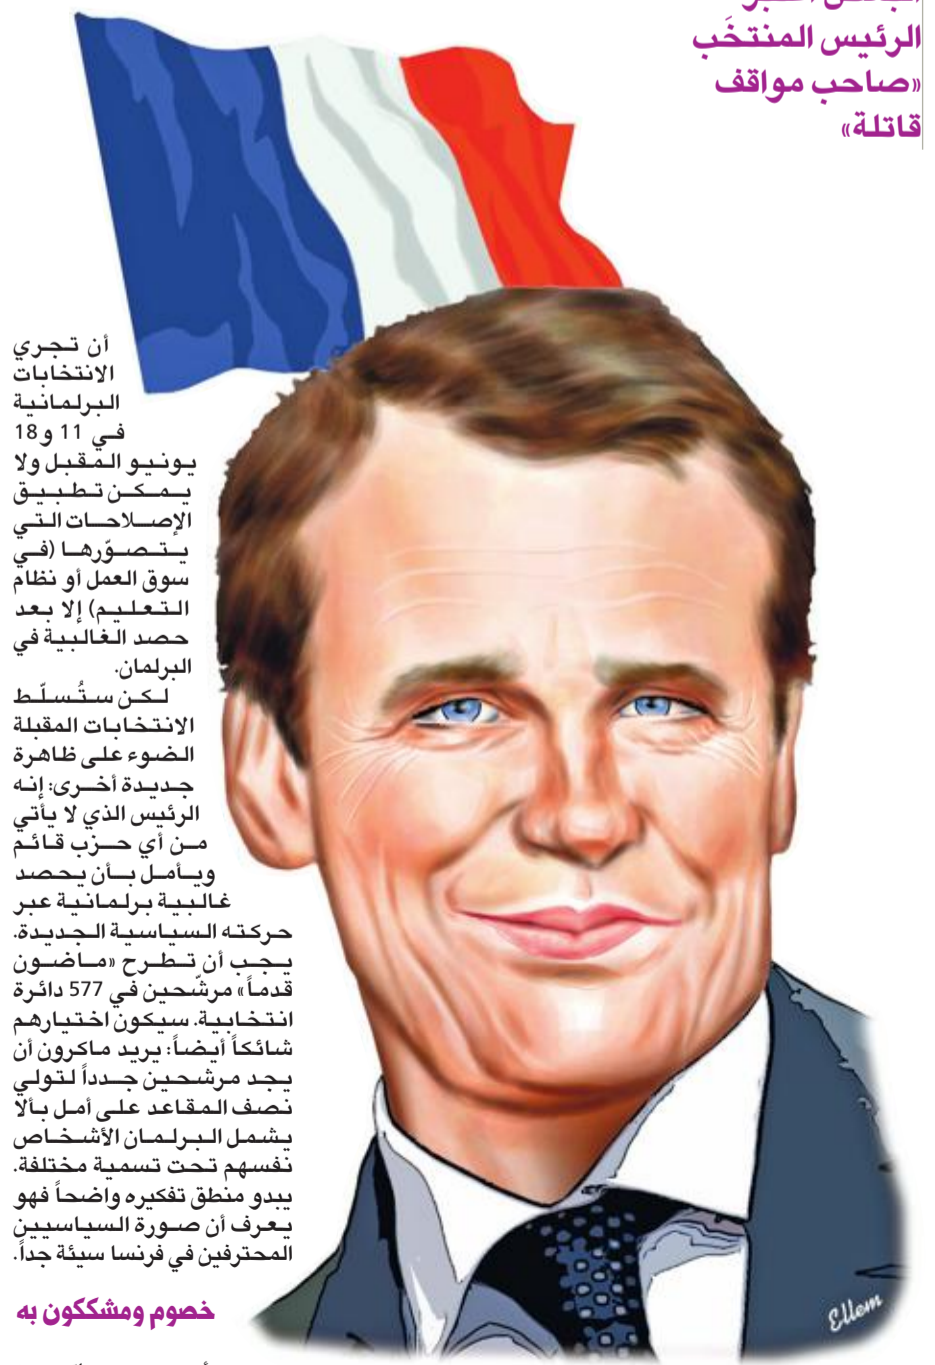 الرئيس المنتخَب
«صاحب مواقف
قاتلة»
أن تجري
الانتخابات
البرلمانية
في 11 و18
يونيو المقبل ولا
يمكن تطبيق
الإصلاحات التي
يتصوّرها (في
سوق العمل أو نظام
التعليم) إلا بعد
حصد الغالبية في
البرلمان.
لكن ستُسلّط
الانتخابات المقبلة
الضوء على ظاهرة
جديدة أخرى: إنه
الرئيس الذي لا يأتي
من أي حزب قائم
ويأمل بأن يحصد
غالبية برلمانية عبر
حركته السياسية الجديدة.
يجب أن تطرح «ماضون
قدماً» مرشّحين في 577 دائرة
انتخابية. سيكون اختيارهم
شائكاً أيضاً: يريد ماكرون أن
يجد مرشحين جدداً لتولي
نصف المقاعد على أمل بألا
يشمل البرلمان الأشخاص
نفسهم تحت تسمية مختلفة.
يبدو منطق تفكيره واضحاً فهو
يعرف أن صورة السياسيين
المحترفين في فرنسا سيئة جداً.
خصوم ومشككون به
Ellem